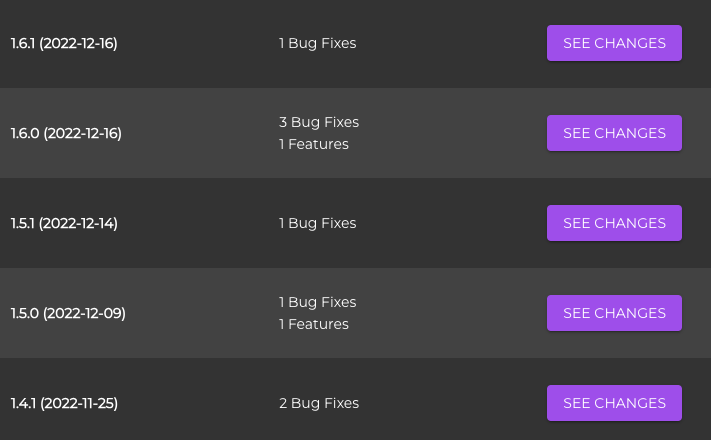 1.6.1 (2022-12-16)
1 Bug Fixes
SEE CHANGES
1.6.0 (2022-12-16)
3 Bug Fixes
1 Features
SEE CHANGES
1.5.1 (2022-12-14)
1 Bug Fixes
SEE CHANGES
1.5.0 (2022-12-09)
1 Bug Fixes
1 Features
SEE CHANGES
1.4.1 (2022-11-25)
2 Bug Fixes
SEE CHANGES